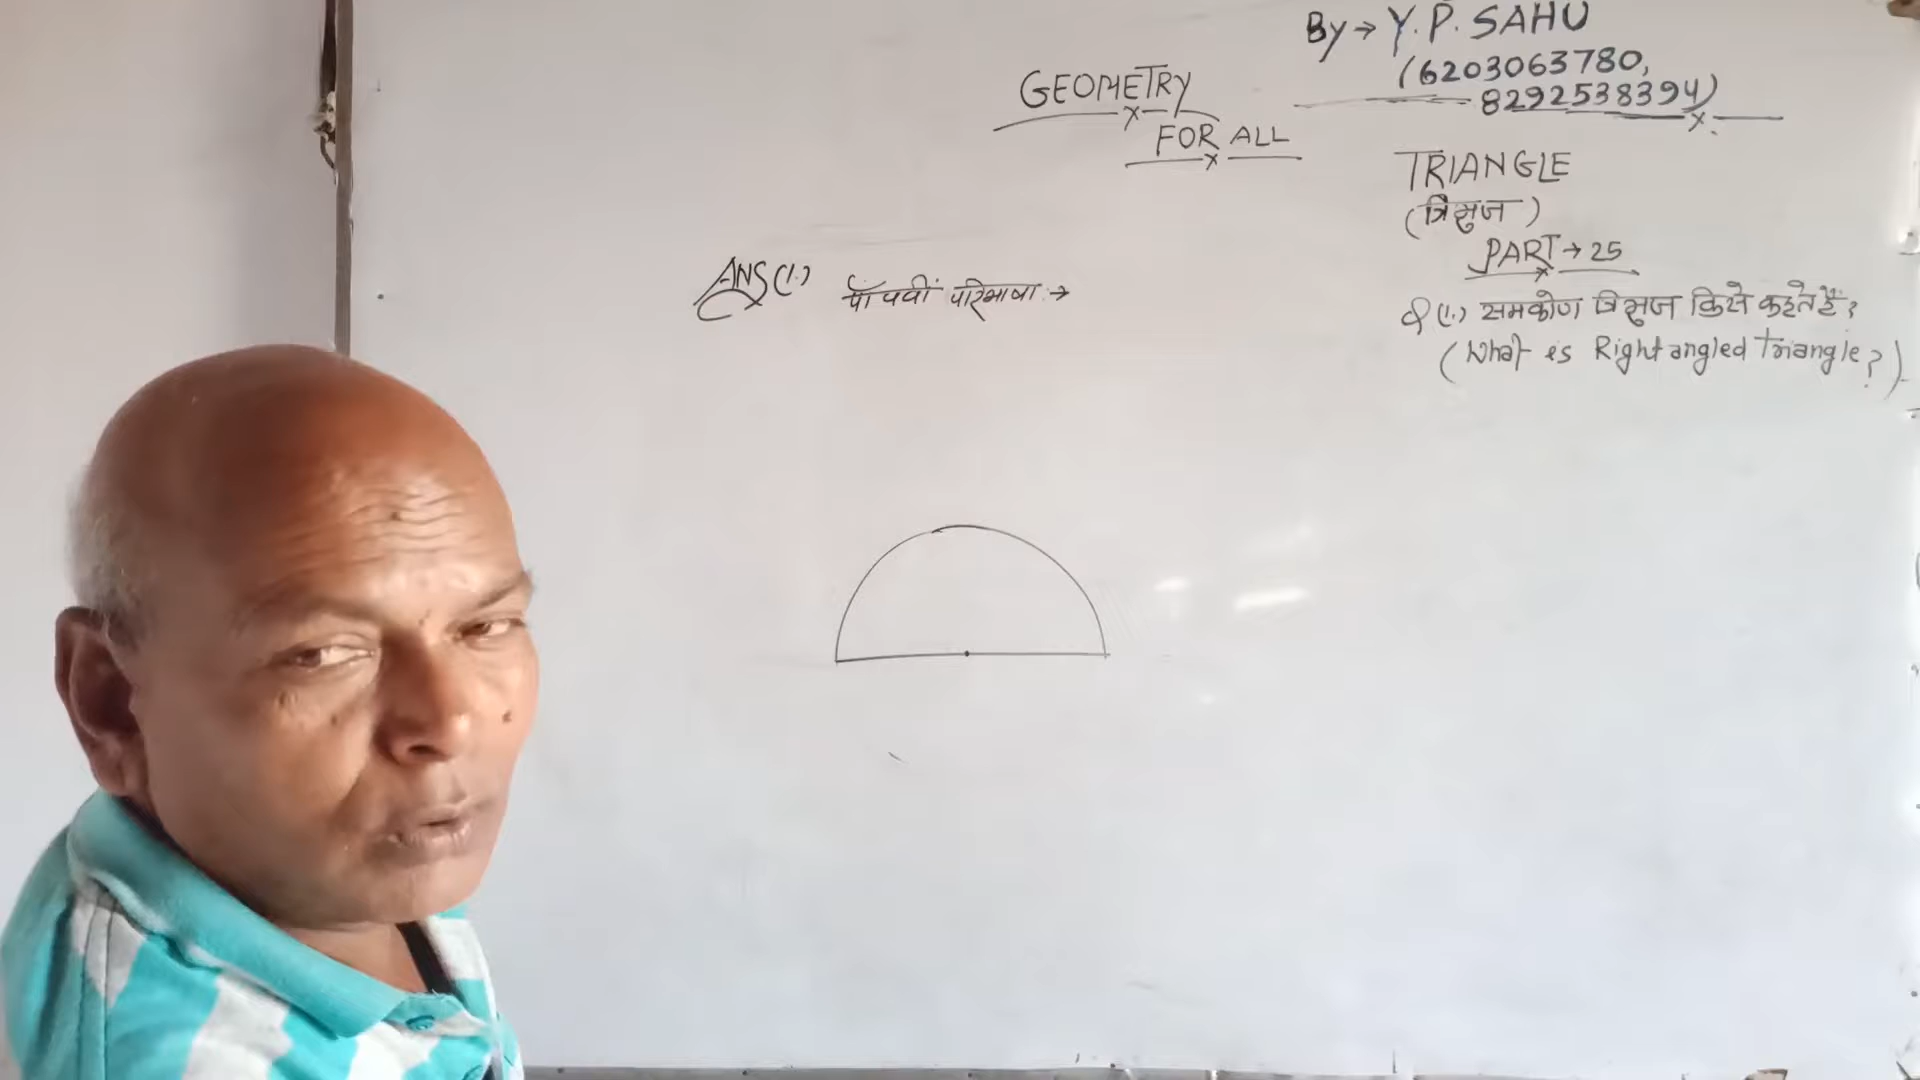 By → Y. P. SAHU
(6203063780,
8292538394)
GEOMETRY
FOR ALL
TRIANGLE
(त्रिभुज)
PART → 25
Q (1.) समकोण त्रिभुज किसे कहते हैं?
(What is Right angled Triangle?)
ANS (1.) पाँचवीं परिभाषा: →